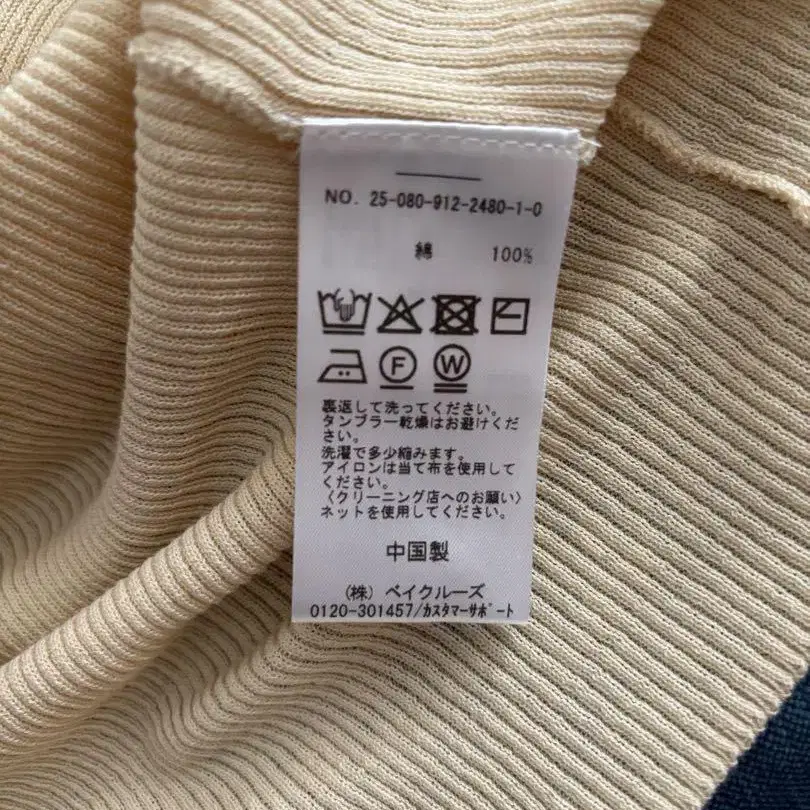 NO. 25-080-912-2480-1-0
綿 100%
F W
裏返して洗ってください。
タンブラー乾燥はお避けくだ
さい。
洗濯で多少縮みます。
アイロンは当て布を使用して
ください。
〈クリーニング店へのお願い〉
ネットを使用してください。
中国製
(株) ベイクルーズ
0120-301457/ｶｽﾀﾏｰｻﾎﾟｰﾄ